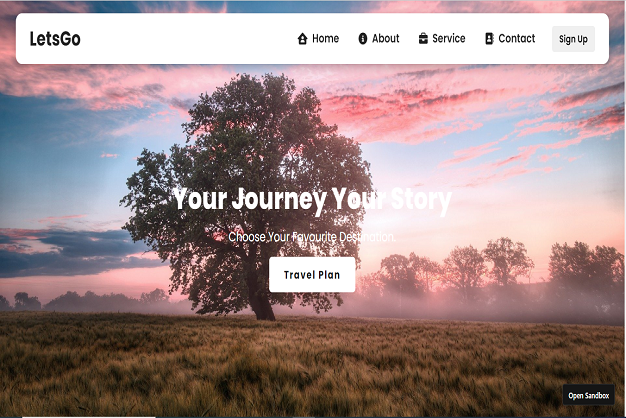 LetsGo
Home About Service Contact Sign Up
Your Journey Your Story
Choose Your Favourite Destination.
Travel Plan
Open Sandbox